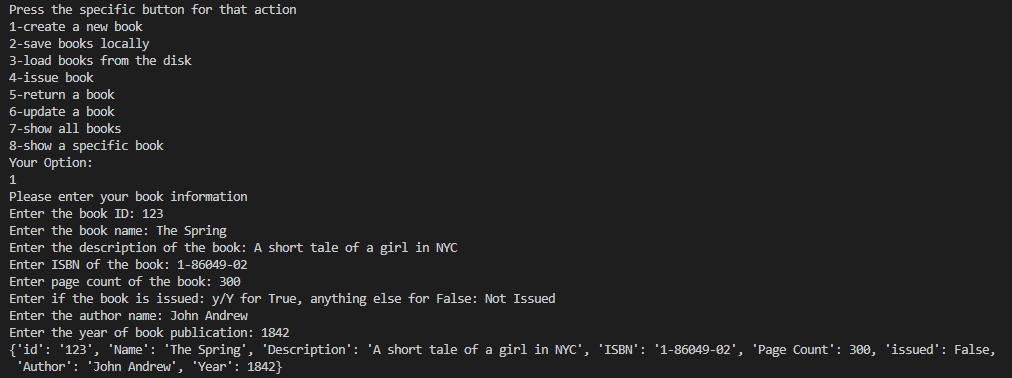 Press the specific button for that action
1-create a new book
2-save books locally
3-load books from the disk
4-issue book
5-return a book
6-update a book
7-show all books
8-show a specific book
Your Option:
1
Please enter your book information
Enter the book ID: 123
Enter the book name: The Spring
Enter the description of the book: A short tale of a girl in NYC
Enter ISBN of the book: 1-86049-02
Enter page count of the book: 300
Enter if the book is issued: y/Y for True, anything else for False: Not Issued
Enter the author name: John Andrew
Enter the year of book publication: 1842
{'id': '123', 'Name': 'The Spring', 'Description': 'A short tale of a girl in NYC', 'ISBN': '1-86049-02', 'Page Count': 300, 'issued': False,
'Author': 'John Andrew', 'Year': 1842}